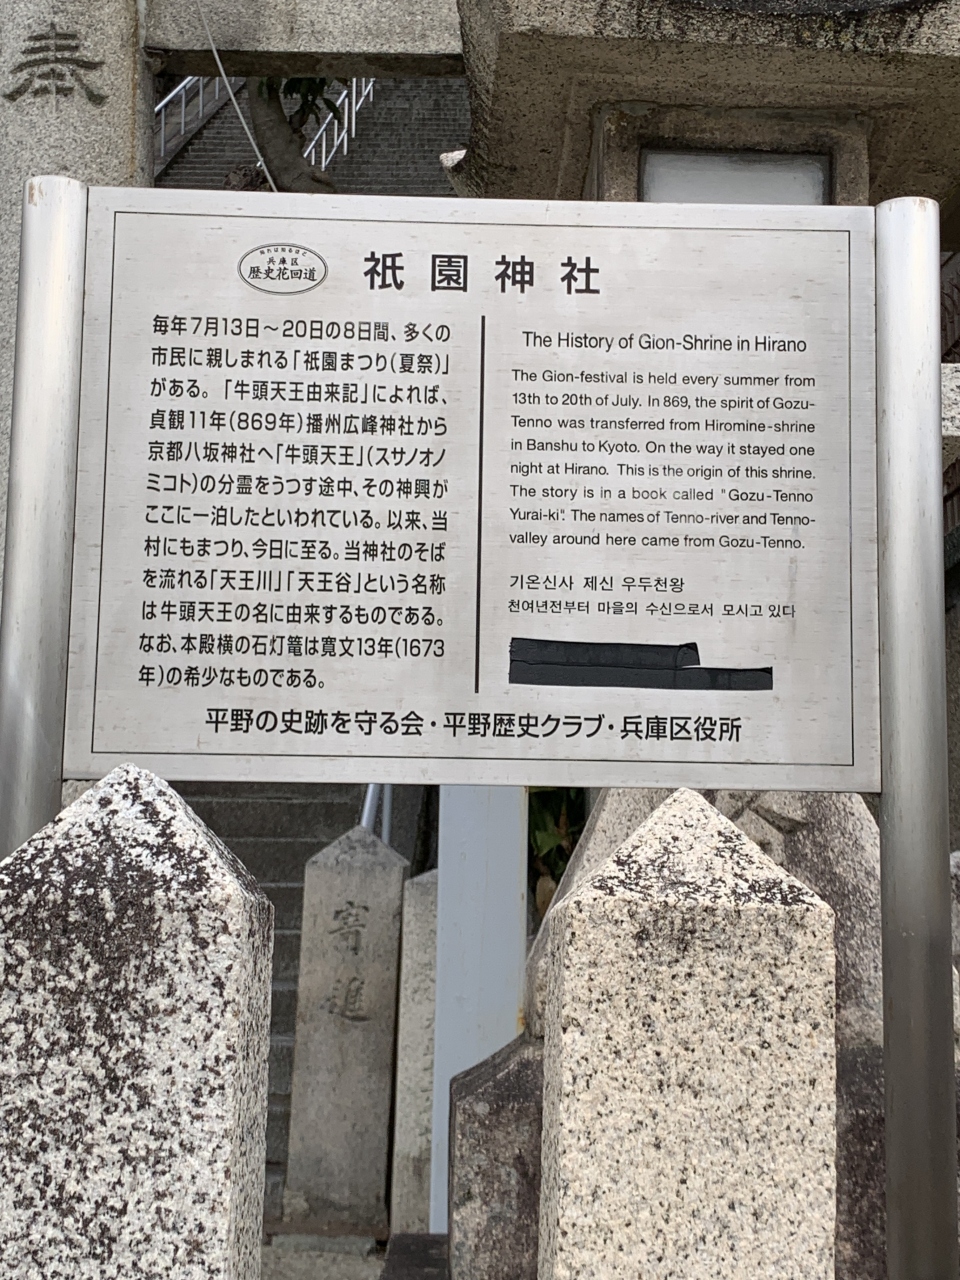 奉
知れば知るほど
兵庫区
歴史花回道
祇園神社
毎年7月13日～20日の8日間、多くの
市民に親しまれる「祇園まつり(夏祭)」
がある。「牛頭天王由来記」によれば、
貞観11年(869年)播州広峰神社から
京都八坂神社へ「牛頭天王」(スサノオノ
ミコト)の分霊をうつす途中、その神輿が
ここに一泊したといわれている。以来、当
村にもまつり、今日に至る。当神社のそば
を流れる「天王川」「天王谷」という名称
は牛頭天王の名に由来するものである。
なお、本殿横の石灯篭は寛文13年(1673
年)の希少なものである。
The History of Gion-Shrine in Hirano
The Gion-festival is held every summer from
13th to 20th of July. In 869, the spirit of Gozu-
Tenno was transferred from Hiromine-shrine
in Banshu to Kyoto. On the way it stayed one
night at Hirano. This is the origin of this shrine.
The story is in a book called "Gozu-Tenno
Yurai-ki". The names of Tenno-river and Tenno-
valley around here came from Gozu-Tenno.
기온신사 제신 우두천왕
천여년전부터 마을의 수신으로서 모시고 있다
平野の史跡を守る会・平野歴史クラブ・兵庫区役所
寄進